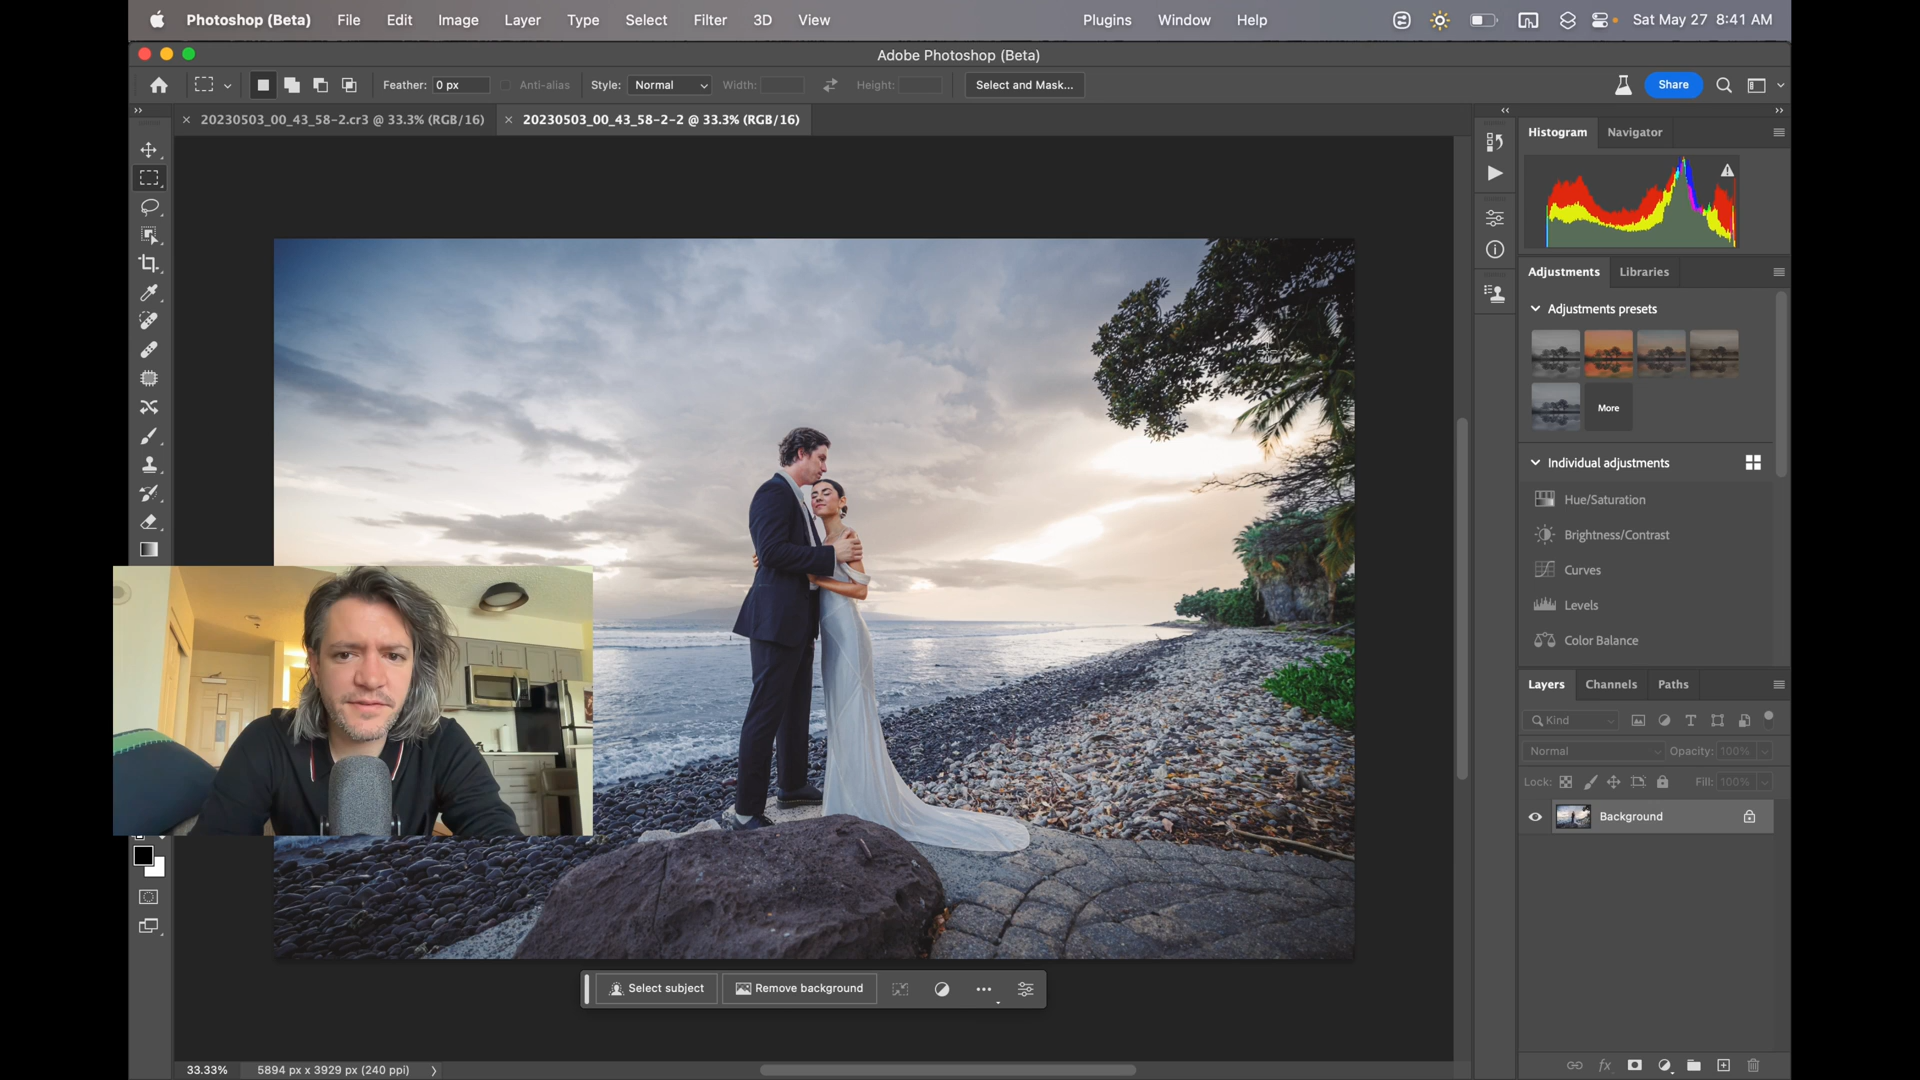 Photoshop (Beta) File Edit Image Layer Type Select Filter 3D View Plugins Window Help Sat May 27 8:41 AM
Adobe Photoshop (Beta)
Feather: 0 px Anti-alias Style: Normal Width: Height: Select and Mask... Share
20230503_00_43_58-2.cr3 @ 33.3% (RGB/16) 20230503_00_43_58-2-2 @ 33.3% (RGB/16)
Histogram Navigator
Adjustments Libraries
Adjustments presets
More
Individual adjustments
Hue/Saturation
Brightness/Contrast
Curves
Levels
Color Balance
Layers Channels Paths
Kind
Normal Opacity: 100%
Lock: Fill: 100%
Background
Select subject Remove background
33.33% 5894 px x 3929 px (240 ppi)